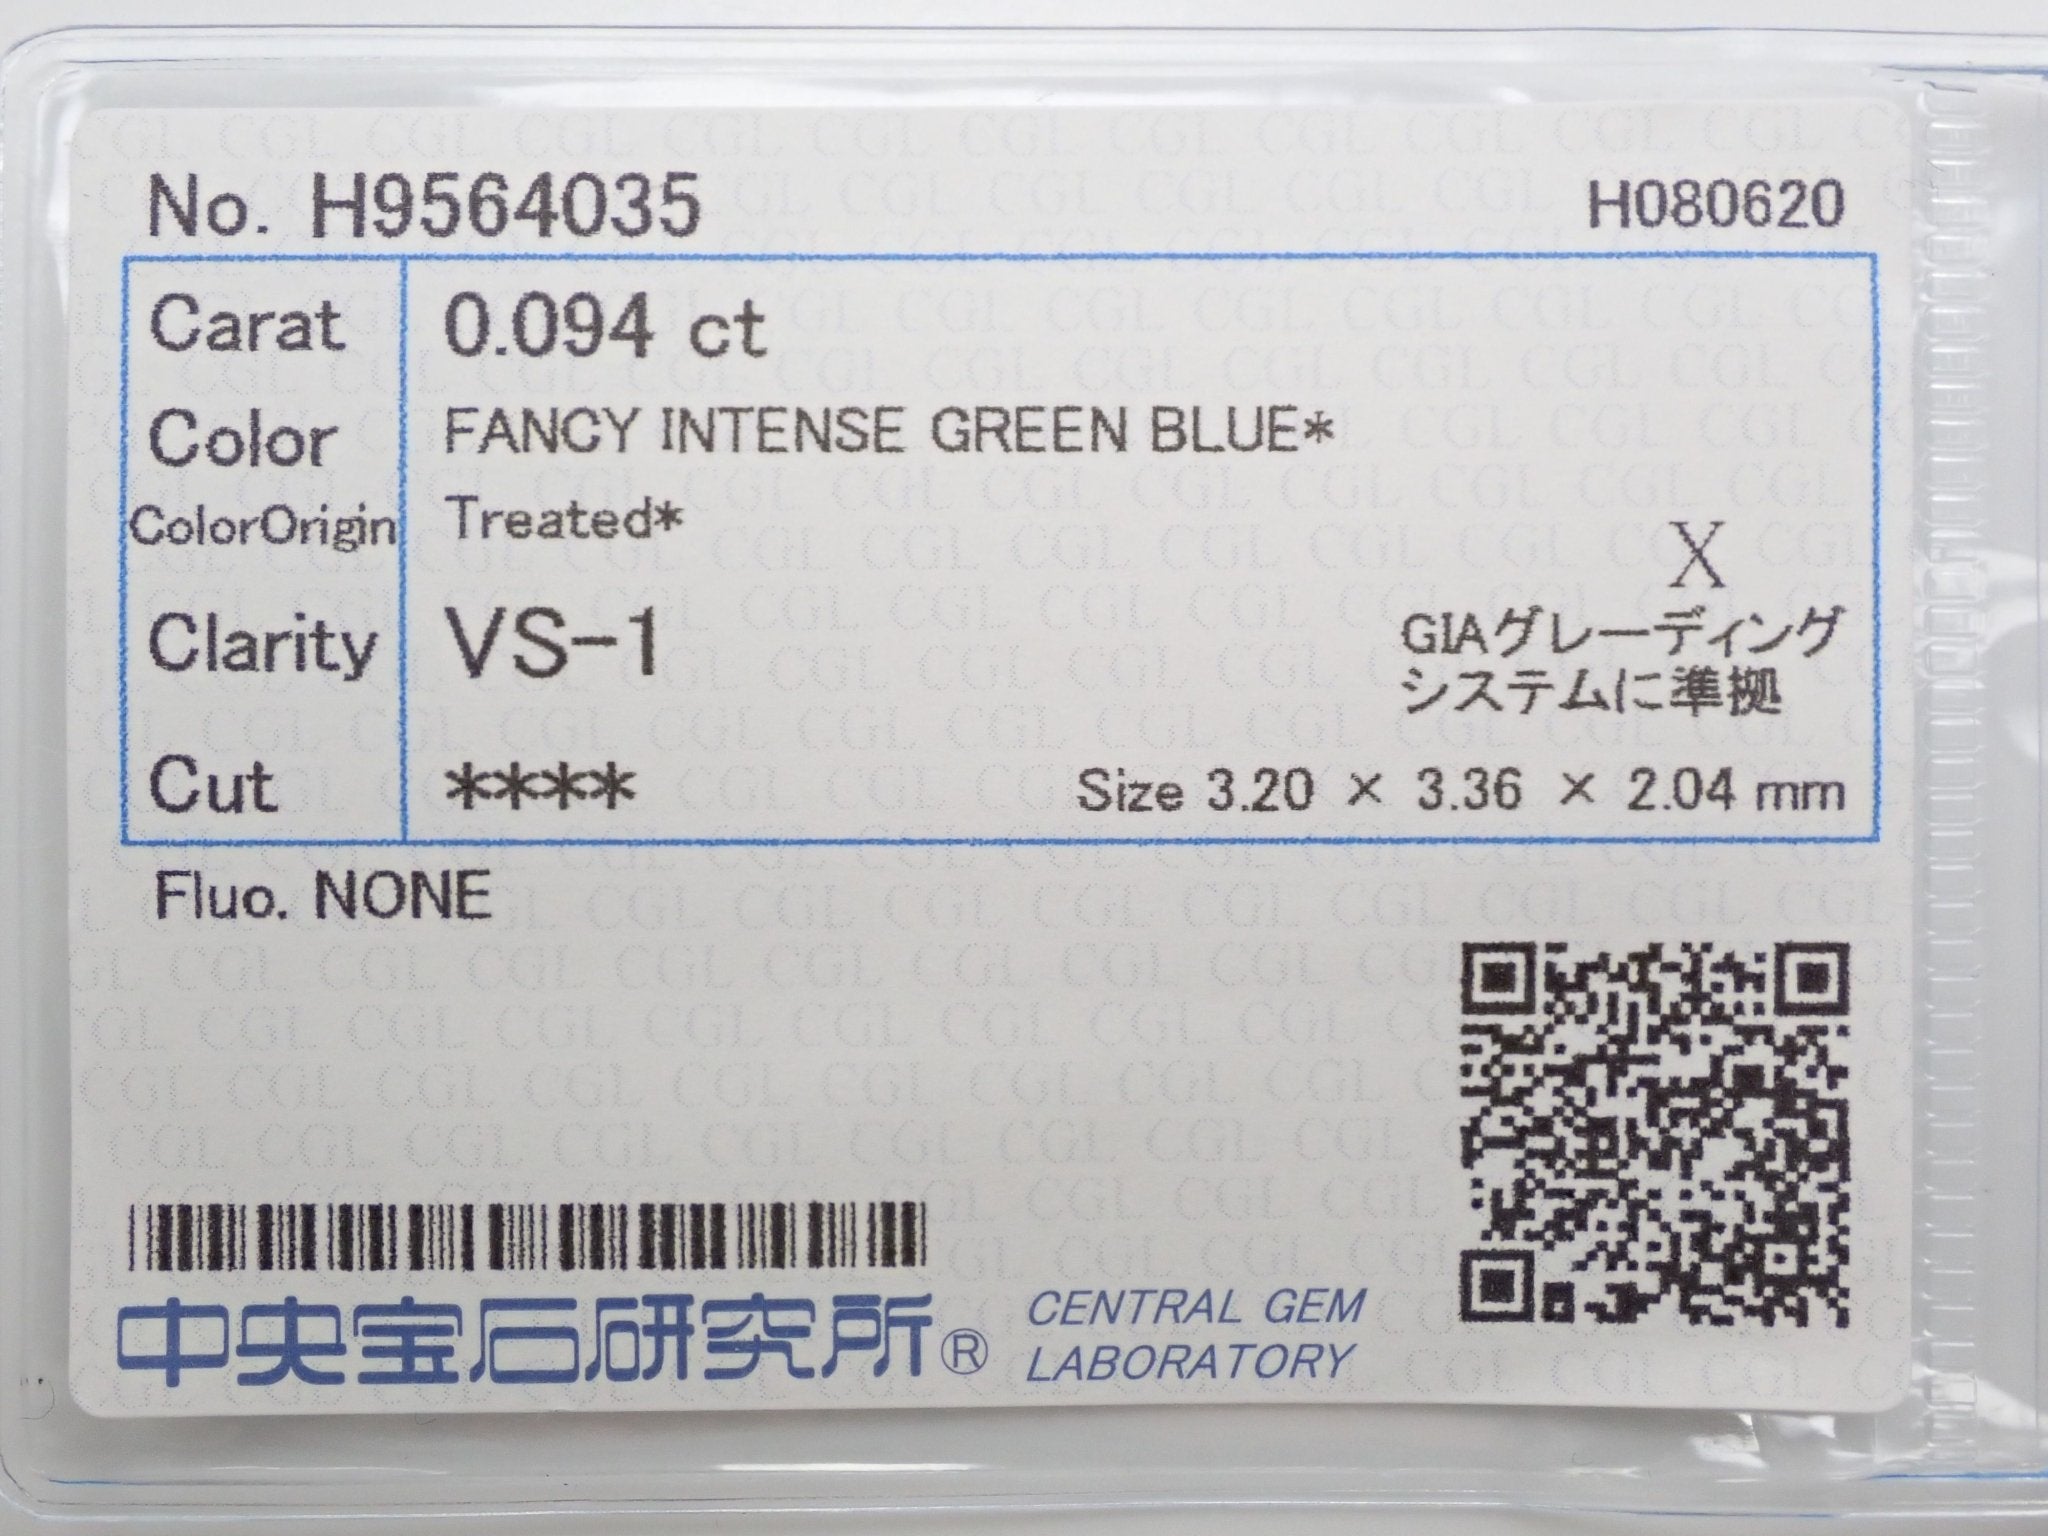 No. H9564035 H080620
Carat 0.094 ct
Color FANCY INTENSE GREEN BLUE*
ColorOrigin Treated*
X
Clarity VS-1 GIAグレーディング
システムに準拠
Cut **** Size 3.20 × 3.36 × 2.04 mm
Fluo. NONE
中央宝石研究所® CENTRAL GEM
LABORATORY